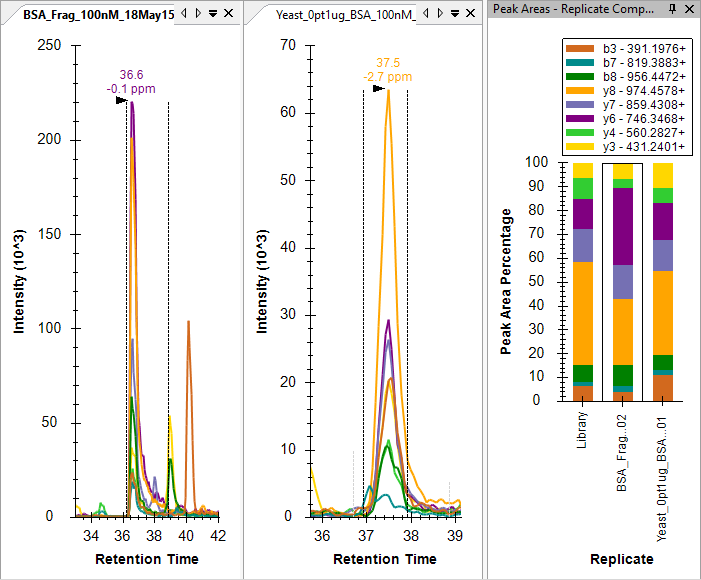 BSA_Frag_100nM_18May15
250
200
150
100
50
0
Intensity (10^3)
36.6
-0.1 ppm
34 36 38 40 42
Retention Time
Yeast_0pt1ug_BSA_100nM_
70
60
50
40
30
20
10
0
Intensity (10^3)
37.5
-2.7 ppm
36 37 38 39
Retention Time
Peak Areas - Replicate Comp...
b3 - 391.1976+
b7 - 819.3883+
b8 - 956.4472+
y8 - 974.4578+
y7 - 859.4308+
y6 - 746.3468+
y4 - 560.2827+
y3 - 431.2401+
100
90
80
70
60
50
40
30
20
10
0
Peak Area Percentage
Library
BSA_Frag...02
Yeast_0pt1ug_BSA...01
Replicate